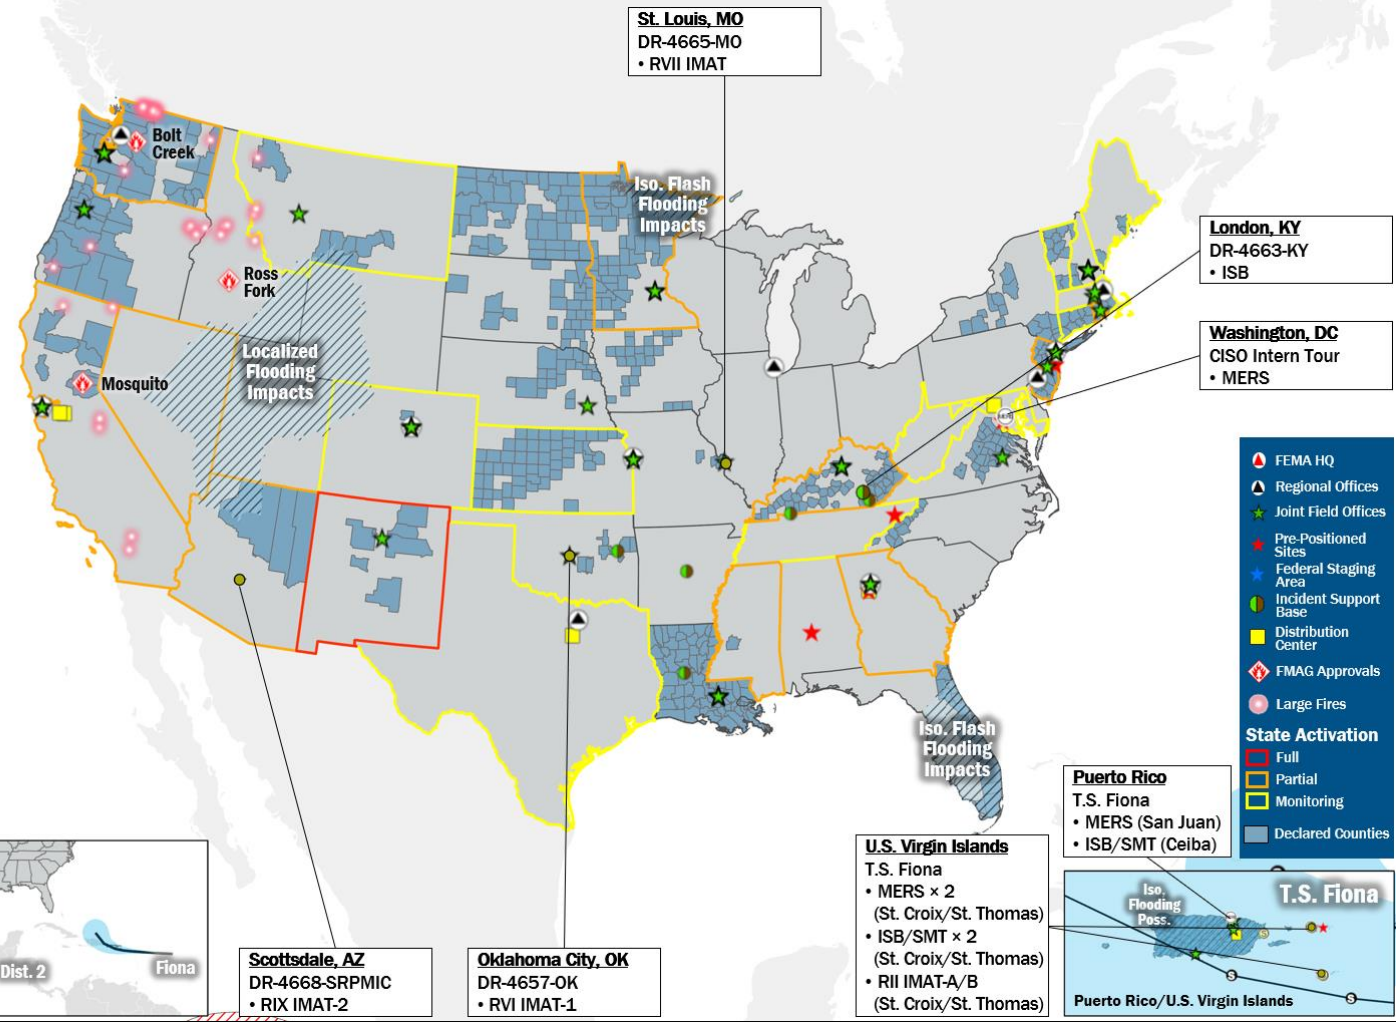 St. Louis, MO
DR-4665-MO
• RVII IMAT
Bolt
Creek
Iso. Flash
Flooding
Impacts
London, KY
DR-4663-KY
• ISB
Ross
Fork
Washington, DC
CISO Intern Tour
• MERS
Localized
Flooding
Impacts
Mosquito
FEMA HQ
Regional Offices
Joint Field Offices
Pre-Positioned
Sites
Federal Staging
Area
Incident Support
Base
Distribution
Center
FMAG Approvals
Large Fires
State Activation
Full
Partial
Monitoring
Declared Counties
Iso. Flash
Flooding
Impacts
Puerto Rico
T.S. Fiona
• MERS (San Juan)
• ISB/SMT (Ceiba)
U.S. Virgin Islands
T.S. Fiona
• MERS × 2
(St. Croix/St. Thomas)
• ISB/SMT × 2
(St. Croix/St. Thomas)
• RII IMAT-A/B
(St. Croix/St. Thomas)
Iso.
Flooding
Poss.
T.S. Fiona
S
S
Puerto Rico/U.S. Virgin Islands
Dist. 2
Fiona
Scottsdale, AZ
DR-4668-SRPMIC
• RIX IMAT-2
Oklahoma City, OK
DR-4657-OK
• RVI IMAT-1